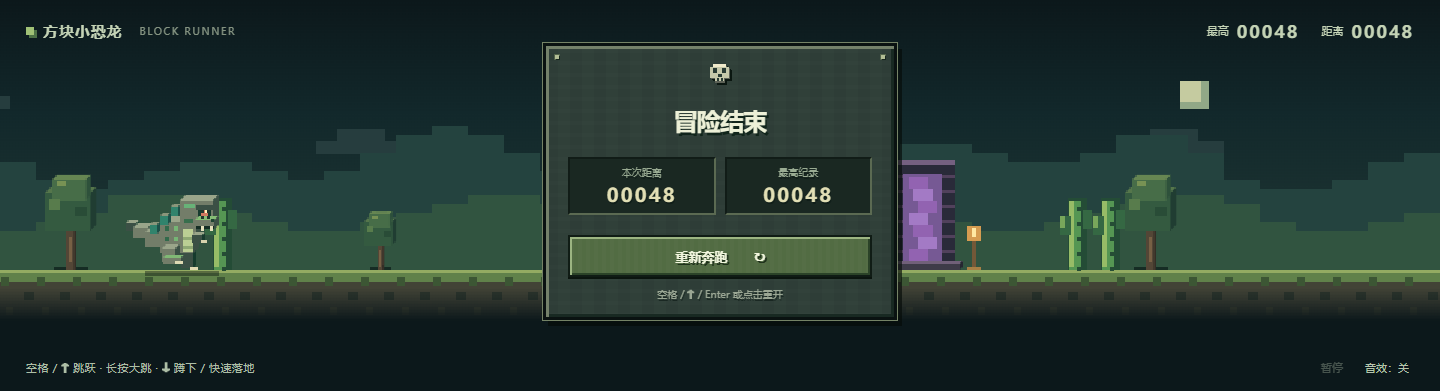 方块小恐龙 BLOCK RUNNER
最高 00048 距离 00048
冒险结束
本次距离 最高纪录
00048 00048
重新奔跑 ↻
空格 / ↑ / Enter 或点击重开
空格 / ↑ 跳跃 · 长按大跳 · ↓ 蹲下 / 快速落地
暂停 音效: 关